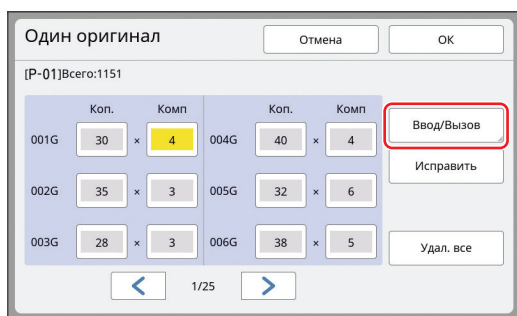 Один оригинал Отмена ОК
[P-01]Всего:1151
Коп. Комп Коп. Комп
Ввод/Вызов
001G 30 × 4 004G 40 × 4
Исправить
002G 35 × 3 005G 32 × 6
003G 28 × 3 006G 38 × 5 Удал. все
1/25